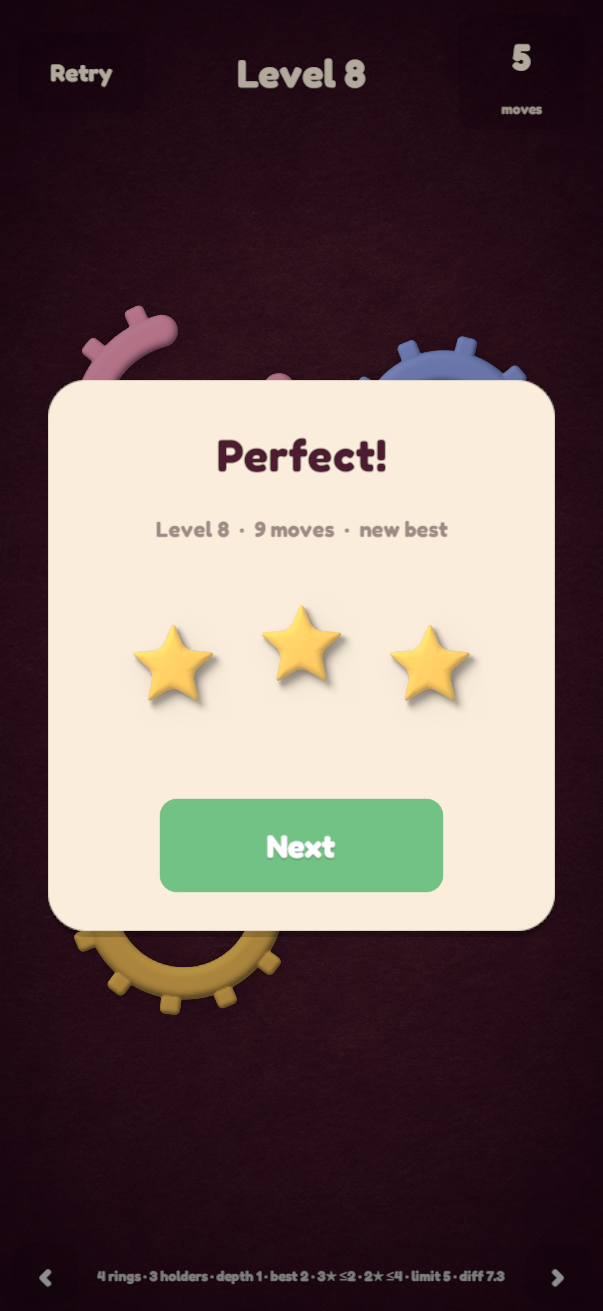 Retry
Level 8
5
moves
Perfect!
Level 8 · 9 moves · new best
Next
4 rings · 3 holders · depth 1 · best 2 · 3★ ≤2 · 2★ ≤4 · limit 5 · diff 7.3